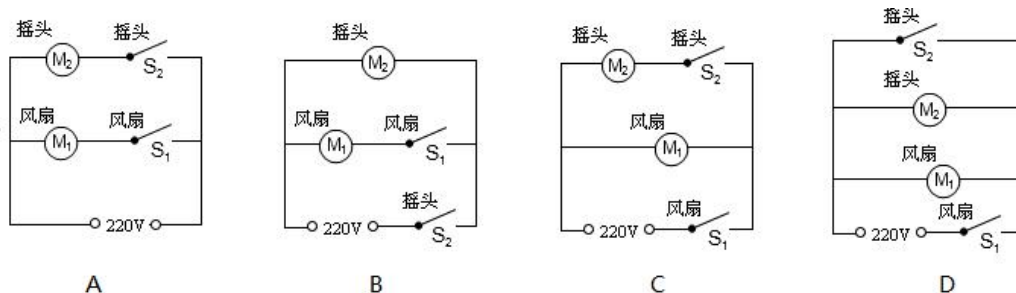 摇头 摇头
M₂ S₂
风扇 风扇
M₁ S₁
220V
A
摇头
M₂
风扇 风扇
M₁ S₁
摇头
220V S₂
B
摇头 摇头
M₂ S₂
风扇
M₁
风扇
220V S₁
C
摇头
S₂
摇头
M₂
风扇
M₁
风扇
220V S₁
D